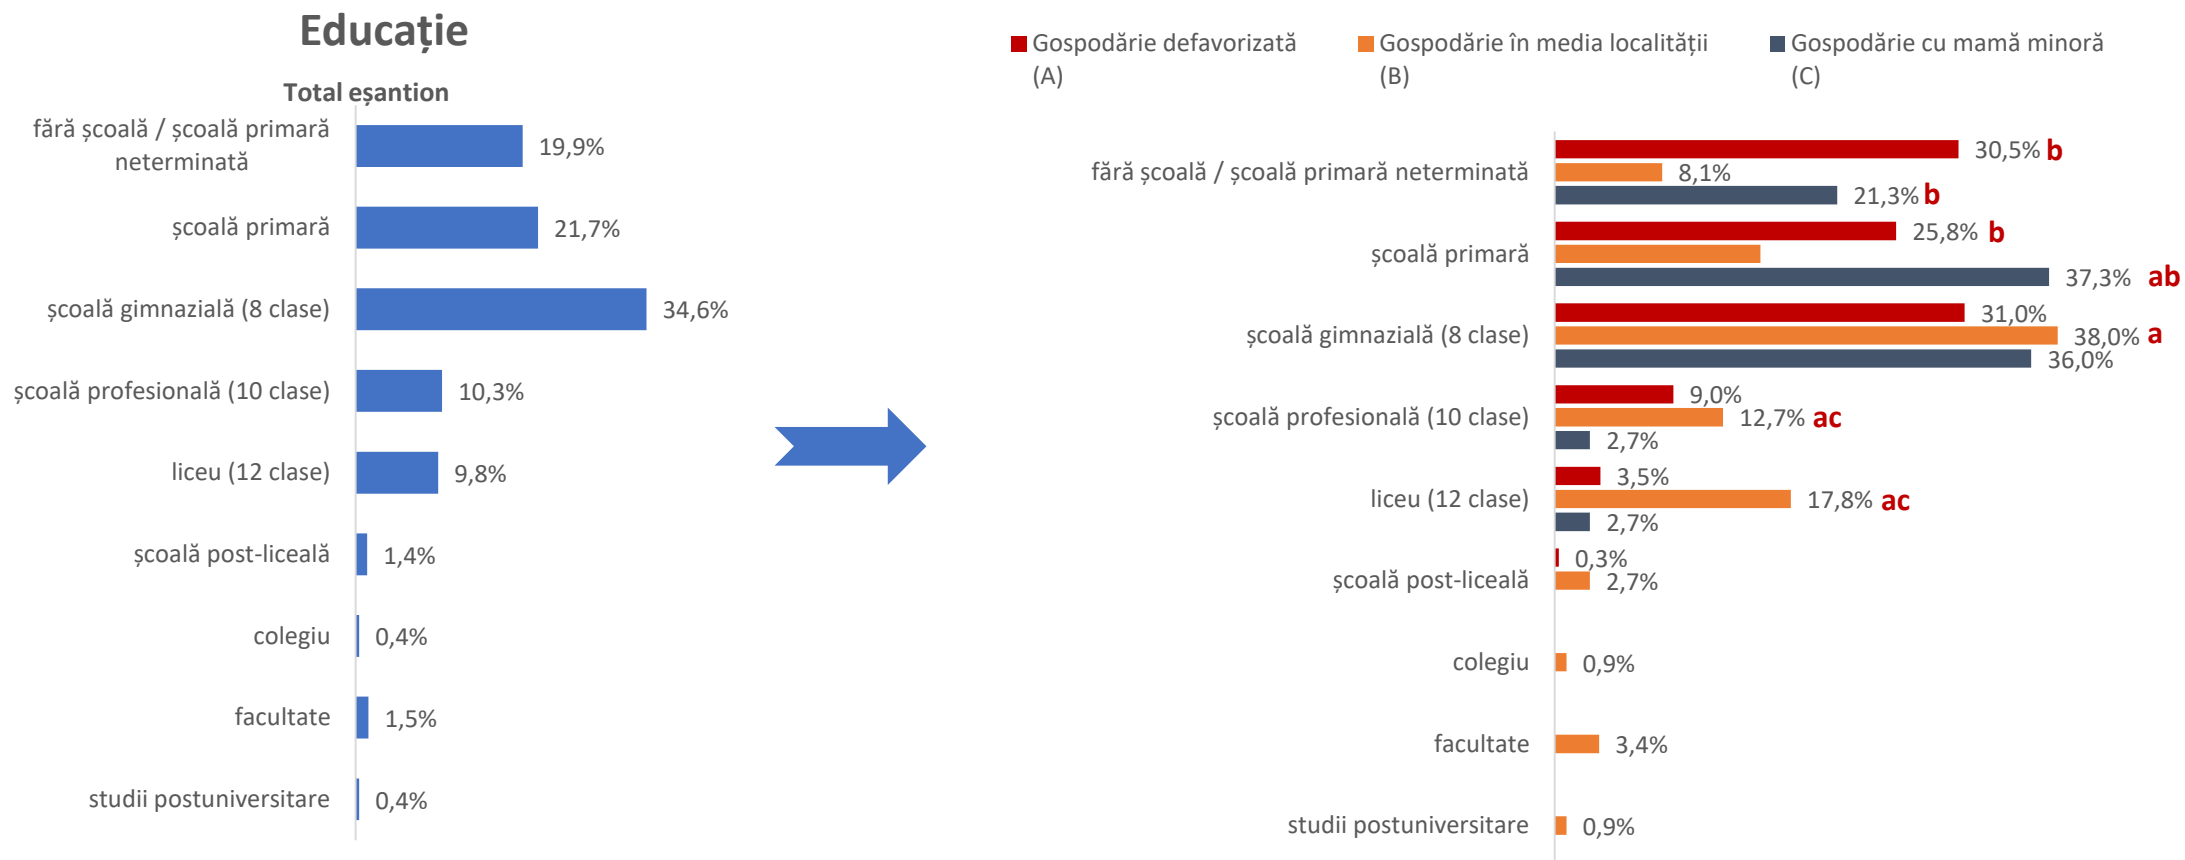 Educație
Total eșantion
fără școală / școală primară
neterminată
19,9%
școală primară
21,7%
școală gimnazială (8 clase)
34,6%
școală profesională (10 clase)
10,3%
liceu (12 clase)
9,8%
școală post-liceală
1,4%
colegiu
0,4%
facultate
1,5%
studii postuniversitare
0,4%
Gospodărie defavorizată
(A)
Gospodărie în media localității
(B)
Gospodărie cu mamă minoră
(C)
fără școală / școală primară neterminată
30,5% b
8,1%
21,3% b
școală primară
25,8% b
37,3% ab
școală gimnazială (8 clase)
31,0%
38,0% a
36,0%
școală profesională (10 clase)
9,0%
12,7% ac
2,7%
liceu (12 clase)
3,5%
17,8% ac
2,7%
școală post-liceală
0,3%
2,7%
colegiu
0,9%
facultate
3,4%
studii postuniversitare
0,9%